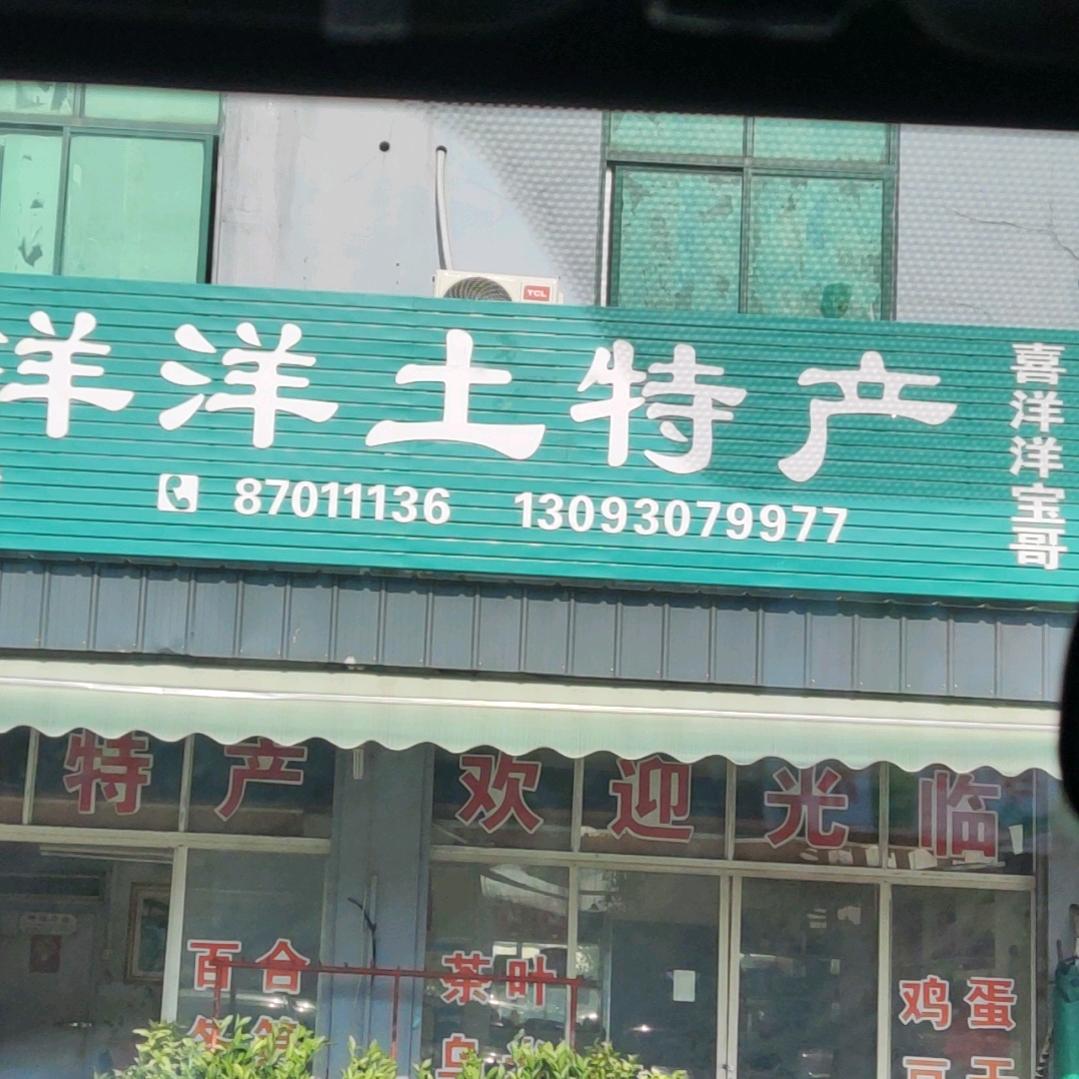 TCL
洋洋土特产
喜洋洋宝哥
87011136 13093079977
特产 欢迎光临
百合 茶叶 鸡蛋